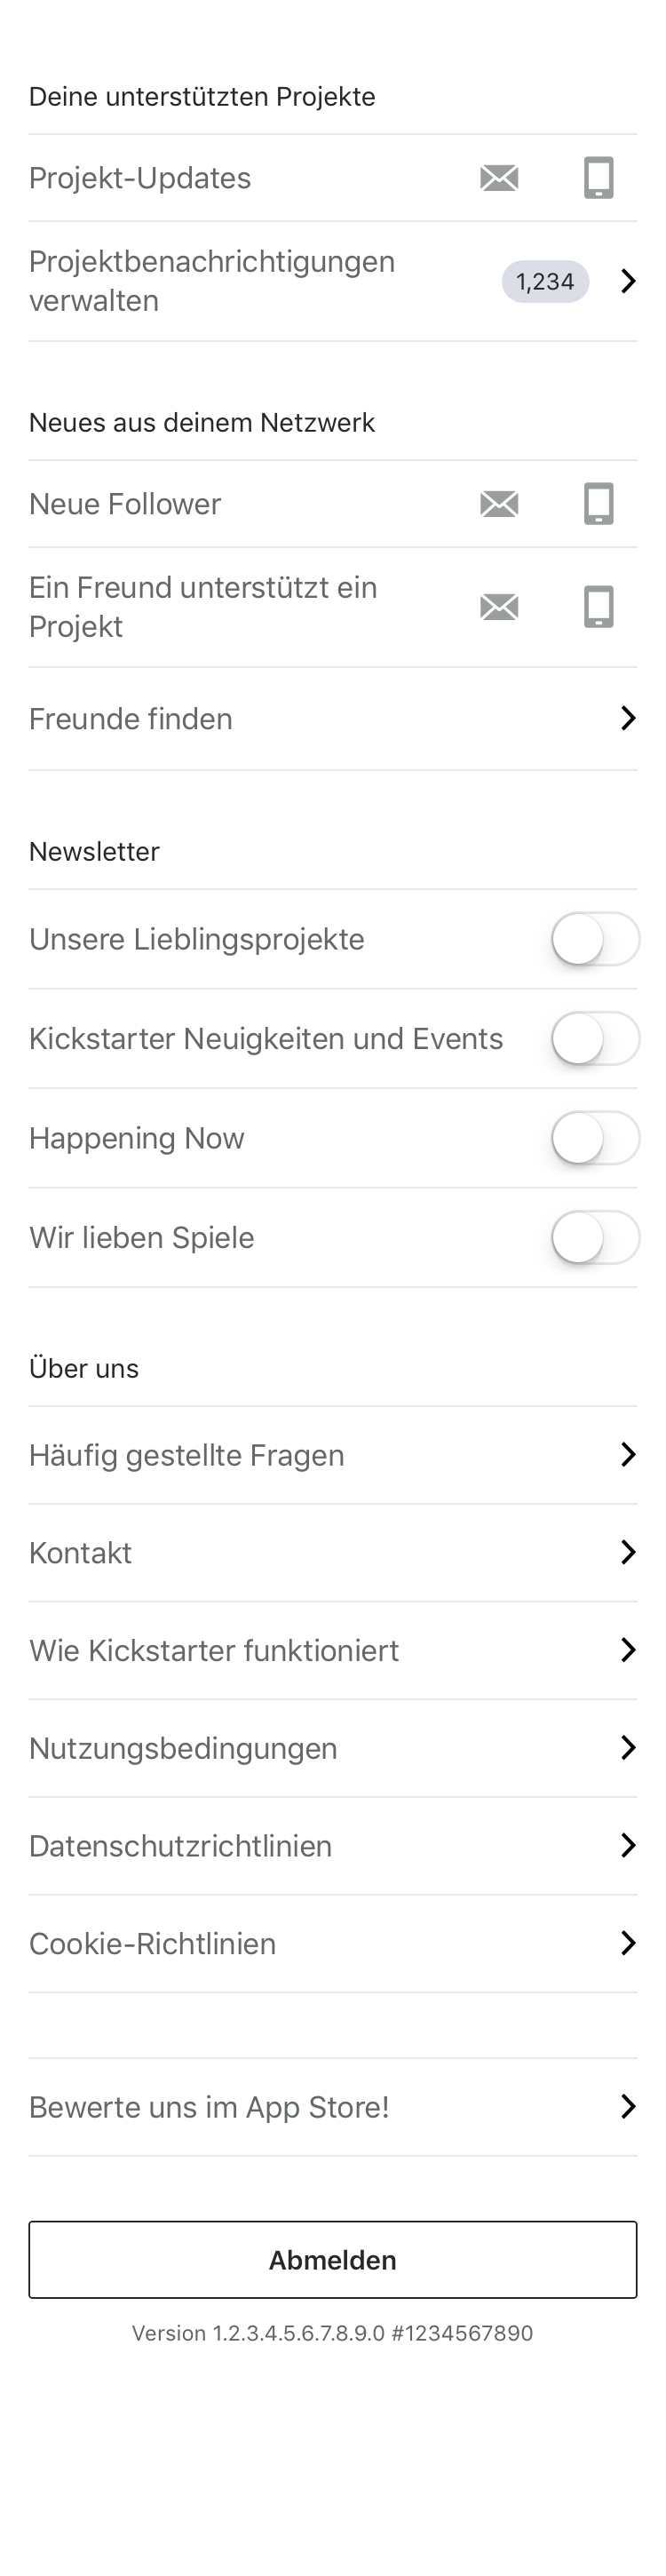 Deine unterstützten Projekte
Projekt-Updates
Projektbenachrichtigungen
verwalten
1,234
Neues aus deinem Netzwerk
Neue Follower
Ein Freund unterstützt ein
Projekt
Freunde finden
Newsletter
Unsere Lieblingsprojekte
Kickstarter Neuigkeiten und Events
Happening Now
Wir lieben Spiele
Über uns
Häufig gestellte Fragen
Kontakt
Wie Kickstarter funktioniert
Nutzungsbedingungen
Datenschutzrichtlinien
Cookie-Richtlinien
Bewerte uns im App Store!
Abmelden
Version 1.2.3.4.5.6.7.8.9.0 #1234567890